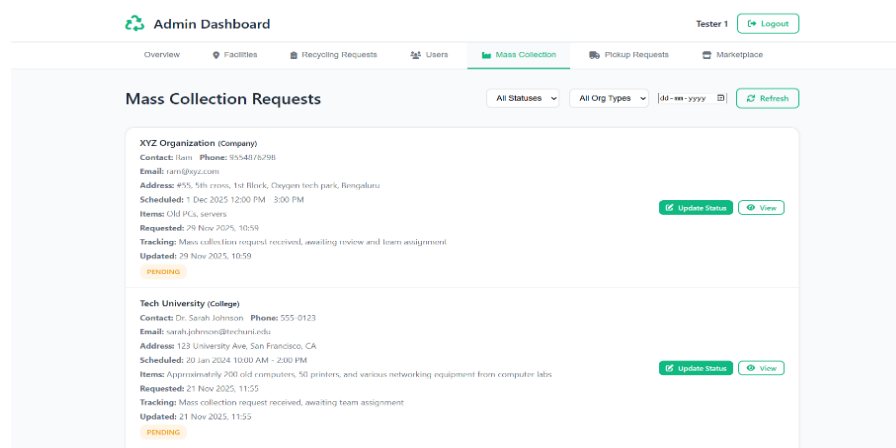 Admin Dashboard
Tester 1
Logout
Overview
Facilities
Recycling Requests
Users
Mass Collection
Pickup Requests
Marketplace
Mass Collection Requests
All Statuses
All Org Types
dd-mm-yyyy
Refresh
XYZ Organization (Company)
Contact: Ram Phone: 9554876298
Email: ram@xyz.com
Address: #55, 5th cross, 1st Block, Oxygen tech park, Bengaluru
Scheduled: 1 Dec 2025 12:00 PM - 3:00 PM
Items: Old PCs, servers
Requested: 29 Nov 2025, 10:59
Tracking: Mass collection request received, awaiting review and team assignment
Updated: 29 Nov 2025, 10:59
PENDING
Update Status
View
Tech University (College)
Contact: Dr. Sarah Johnson Phone: 555-0123
Email: sarah.johnson@techuni.edu
Address: 123 University Ave, San Francisco, CA
Scheduled: 20 Jan 2024 10:00 AM - 2:00 PM
Items: Approximately 200 old computers, 50 printers, and various networking equipment from computer labs
Requested: 21 Nov 2025, 11:55
Tracking: Mass collection request received, awaiting team assignment
Updated: 21 Nov 2025, 11:55
PENDING
Update Status
View